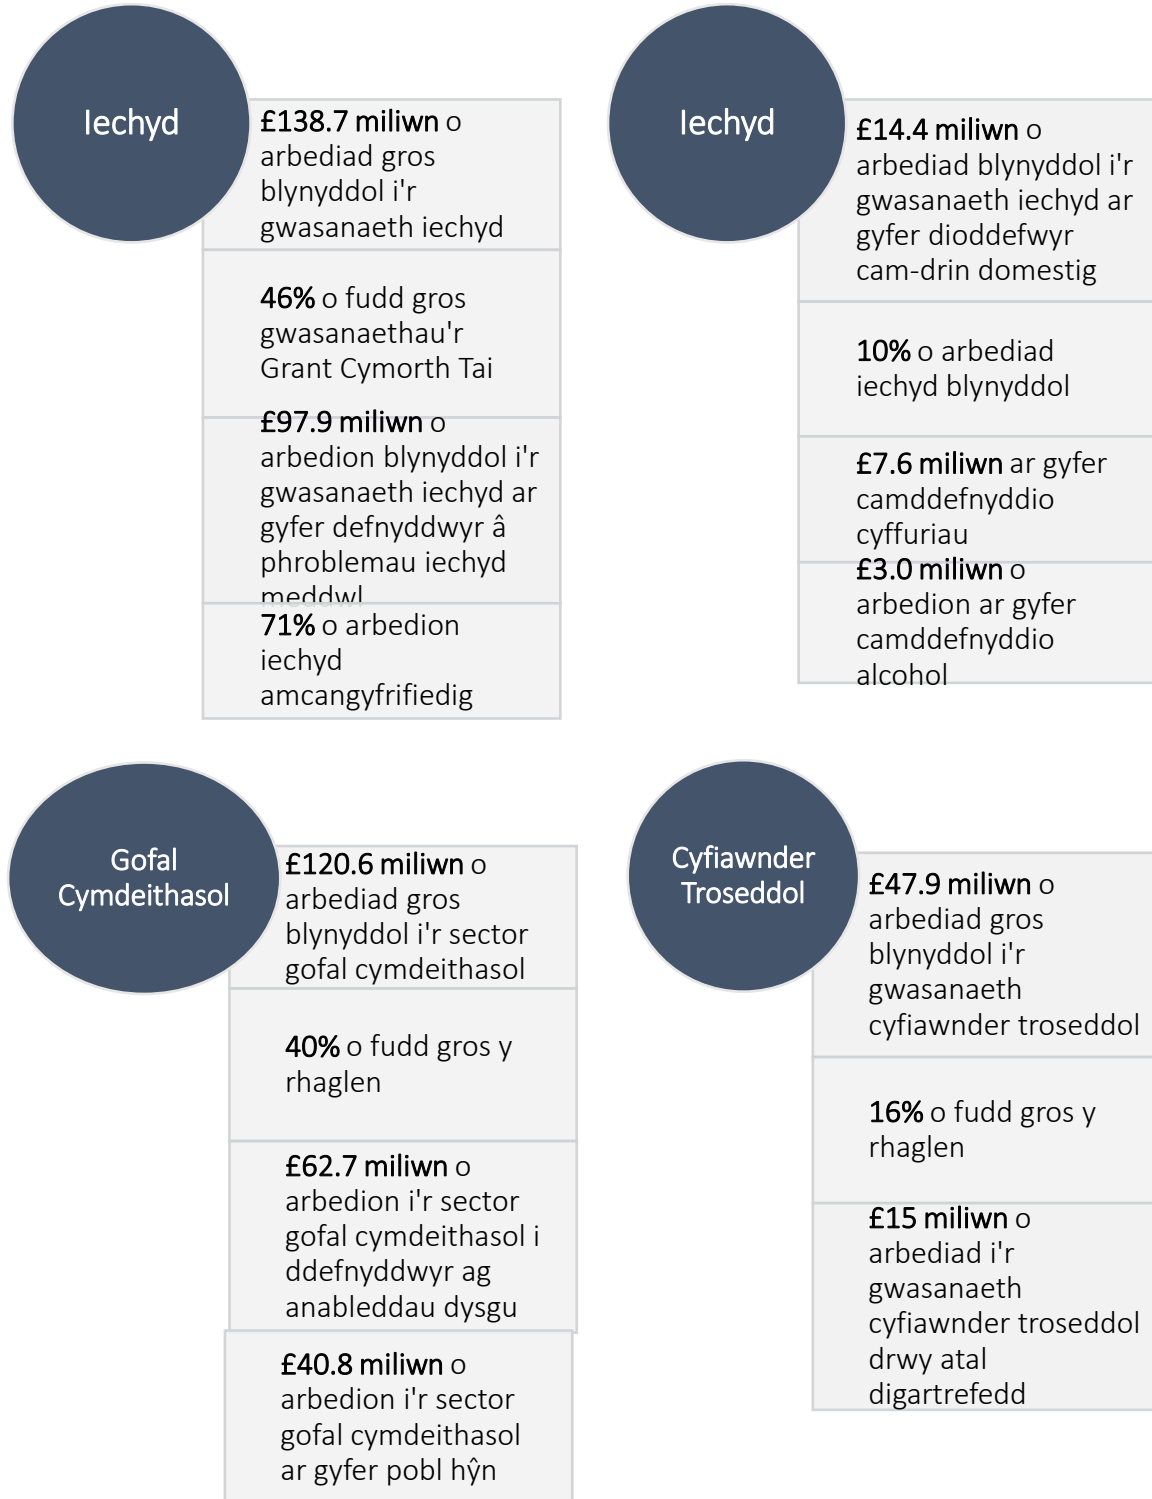 Iechyd
£138.7 miliwn o
arbediad gros
blynyddol i'r
gwasanaeth iechyd
46% o fudd gros
gwasanaethau'r
Grant Cymorth Tai
£97.9 miliwn o
arbedion blynyddol i'r
gwasanaeth iechyd ar
gyfer defnyddwyr â
phroblemau iechyd
meddwl
71% o arbedion
iechyd
amcangyfrifiedig
Iechyd
£14.4 miliwn o
arbediad blynyddol i'r
gwasanaeth iechyd ar
gyfer dioddefwyr
cam-drin domestig
10% o arbediad
iechyd blynyddol
£7.6 miliwn ar gyfer
camddefnyddio
cyffuriau
£3.0 miliwn o
arbedion ar gyfer
camddefnyddio
alcohol
Gofal
Cymdeithasol
£120.6 miliwn o
arbediad gros
blynyddol i'r sector
gofal cymdeithasol
40% o fudd gros y
rhaglen
£62.7 miliwn o
arbedion i'r sector
gofal cymdeithasol i
ddefnyddwyr ag
anableddau dysgu
£40.8 miliwn o
arbedion i'r sector
gofal cymdeithasol
ar gyfer pobl hŷn
Cyfiawnder
Troseddol
£47.9 miliwn o
arbediad gros
blynyddol i'r
gwasanaeth
cyfiawnder troseddol
16% o fudd gros y
rhaglen
£15 miliwn o
arbediad i'r
gwasanaeth
cyfiawnder troseddol
drwy atal
digartrefedd